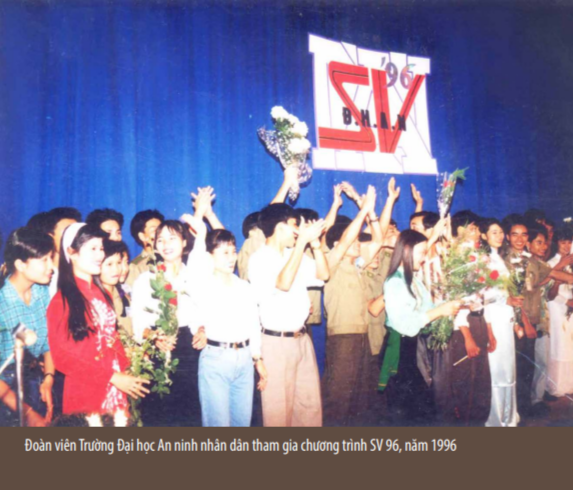 '96
SV
Đ.H.A.N
Đoàn viên Trường Đại học An ninh nhân dân tham gia chương trình SV 96, năm 1996